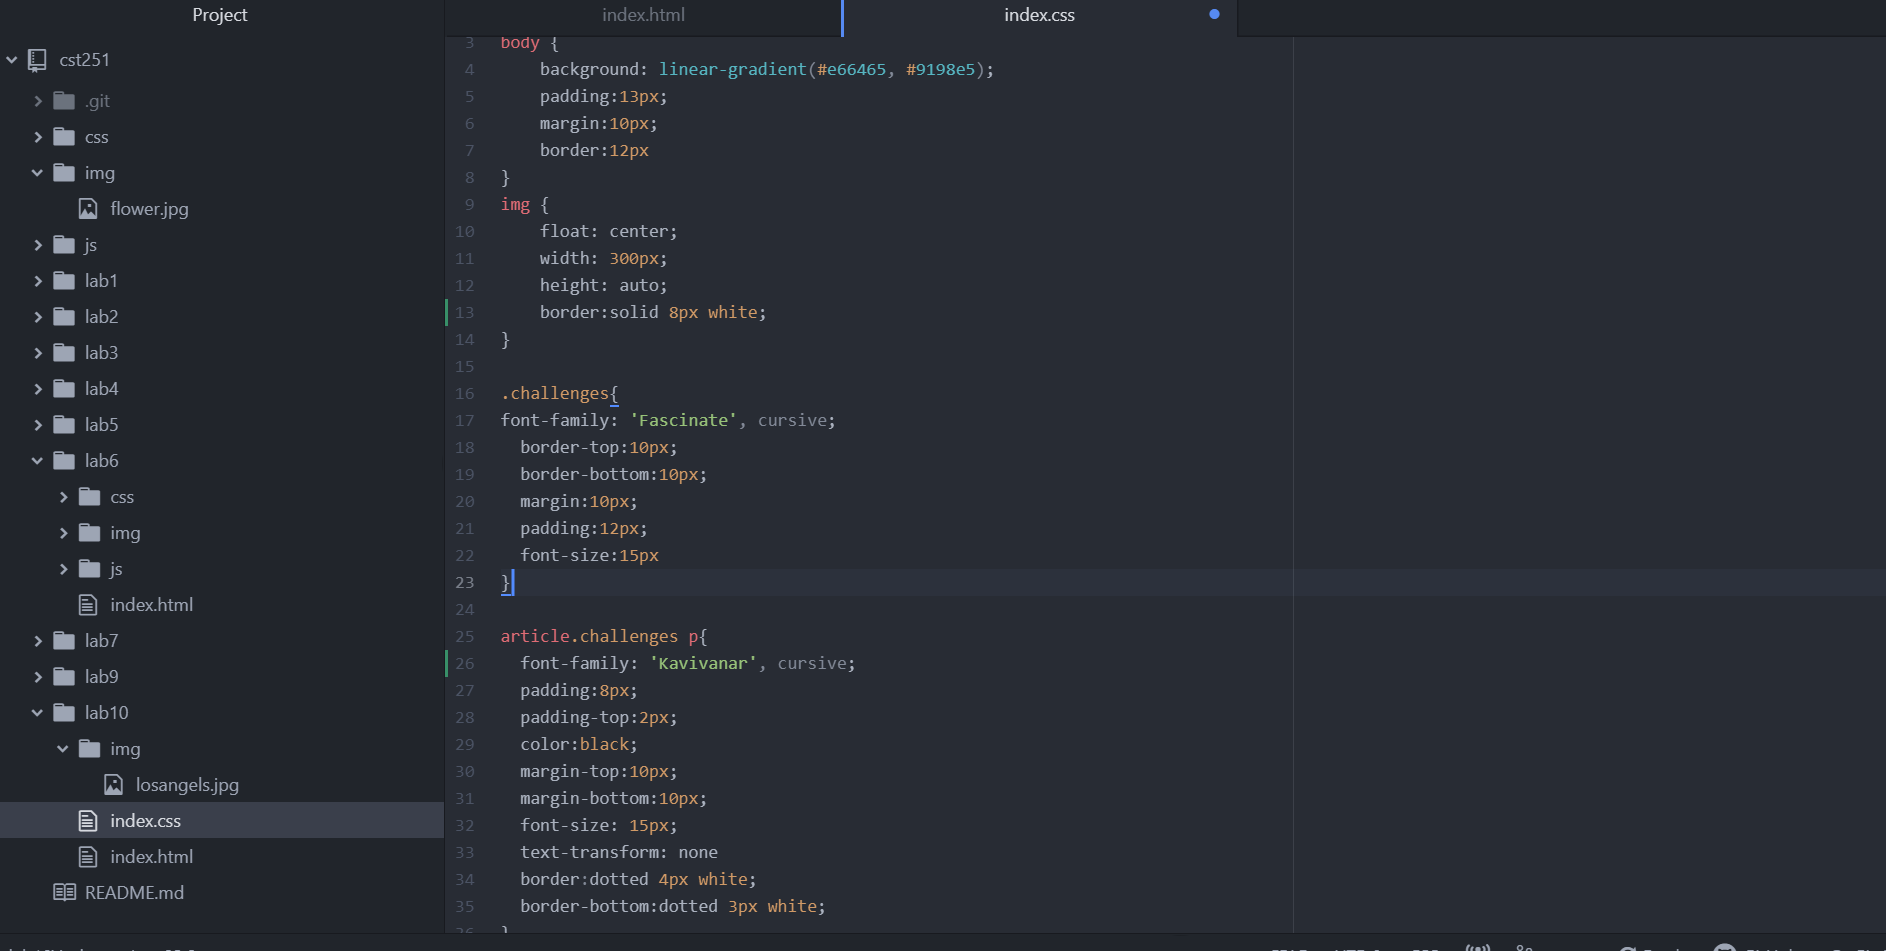 Project
cst251
.git
css
img
flower.jpg
js
lab1
lab2
lab3
lab4
lab5
lab6
css
img
js
index.html
lab7
lab9
lab10
img
losangels.jpg
index.css
index.html
README.md
index.html
index.css
3 body {
4 background: linear-gradient(#e66465, #9198e5);
5 padding:13px;
6 margin:10px;
7 border:12px
8 }
9 img {
10 float: center;
11 width: 300px;
12 height: auto;
13 border:solid 8px white;
14 }
15
16 .challenges{
17 font-family: 'Fascinate', cursive;
18 border-top:10px;
19 border-bottom:10px;
20 margin:10px;
21 padding:12px;
22 font-size:15px
23 }
24
25 article.challenges p{
26 font-family: 'Kavivanar', cursive;
27 padding:8px;
28 padding-top:2px;
29 color:black;
30 margin-top:10px;
31 margin-bottom:10px;
32 font-size: 15px;
33 text-transform: none
34 border:dotted 4px white;
35 border-bottom:dotted 3px white;
36 }